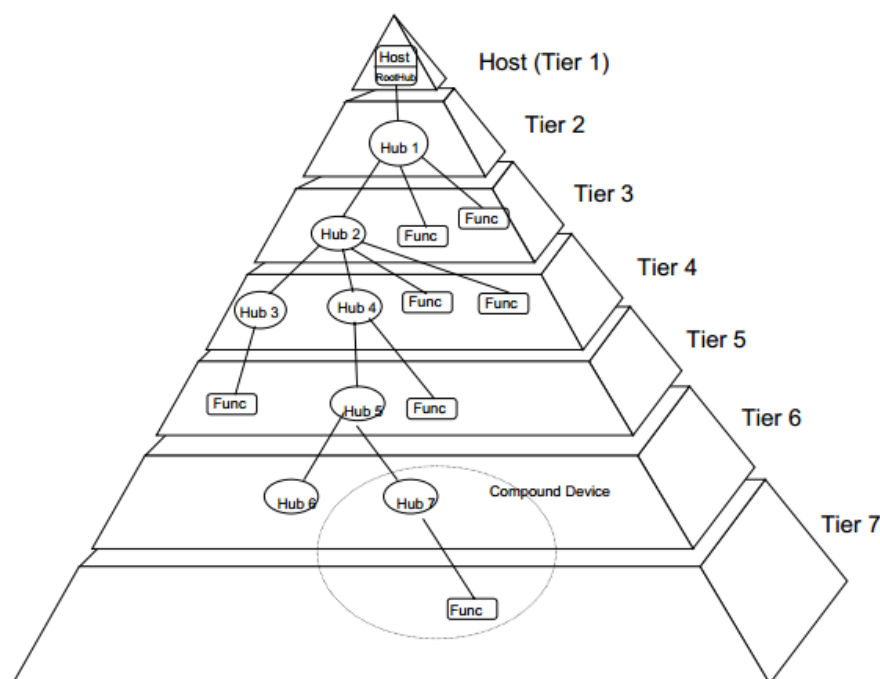 Host
RootHub
Host (Tier 1)
Hub 1
Tier 2
Hub 2
Func
Func
Tier 3
Hub 3
Hub 4
Func
Func
Tier 4
Func
Hub 5
Func
Tier 5
Hub 6
Hub 7
Compound Device
Tier 6
Func
Tier 7